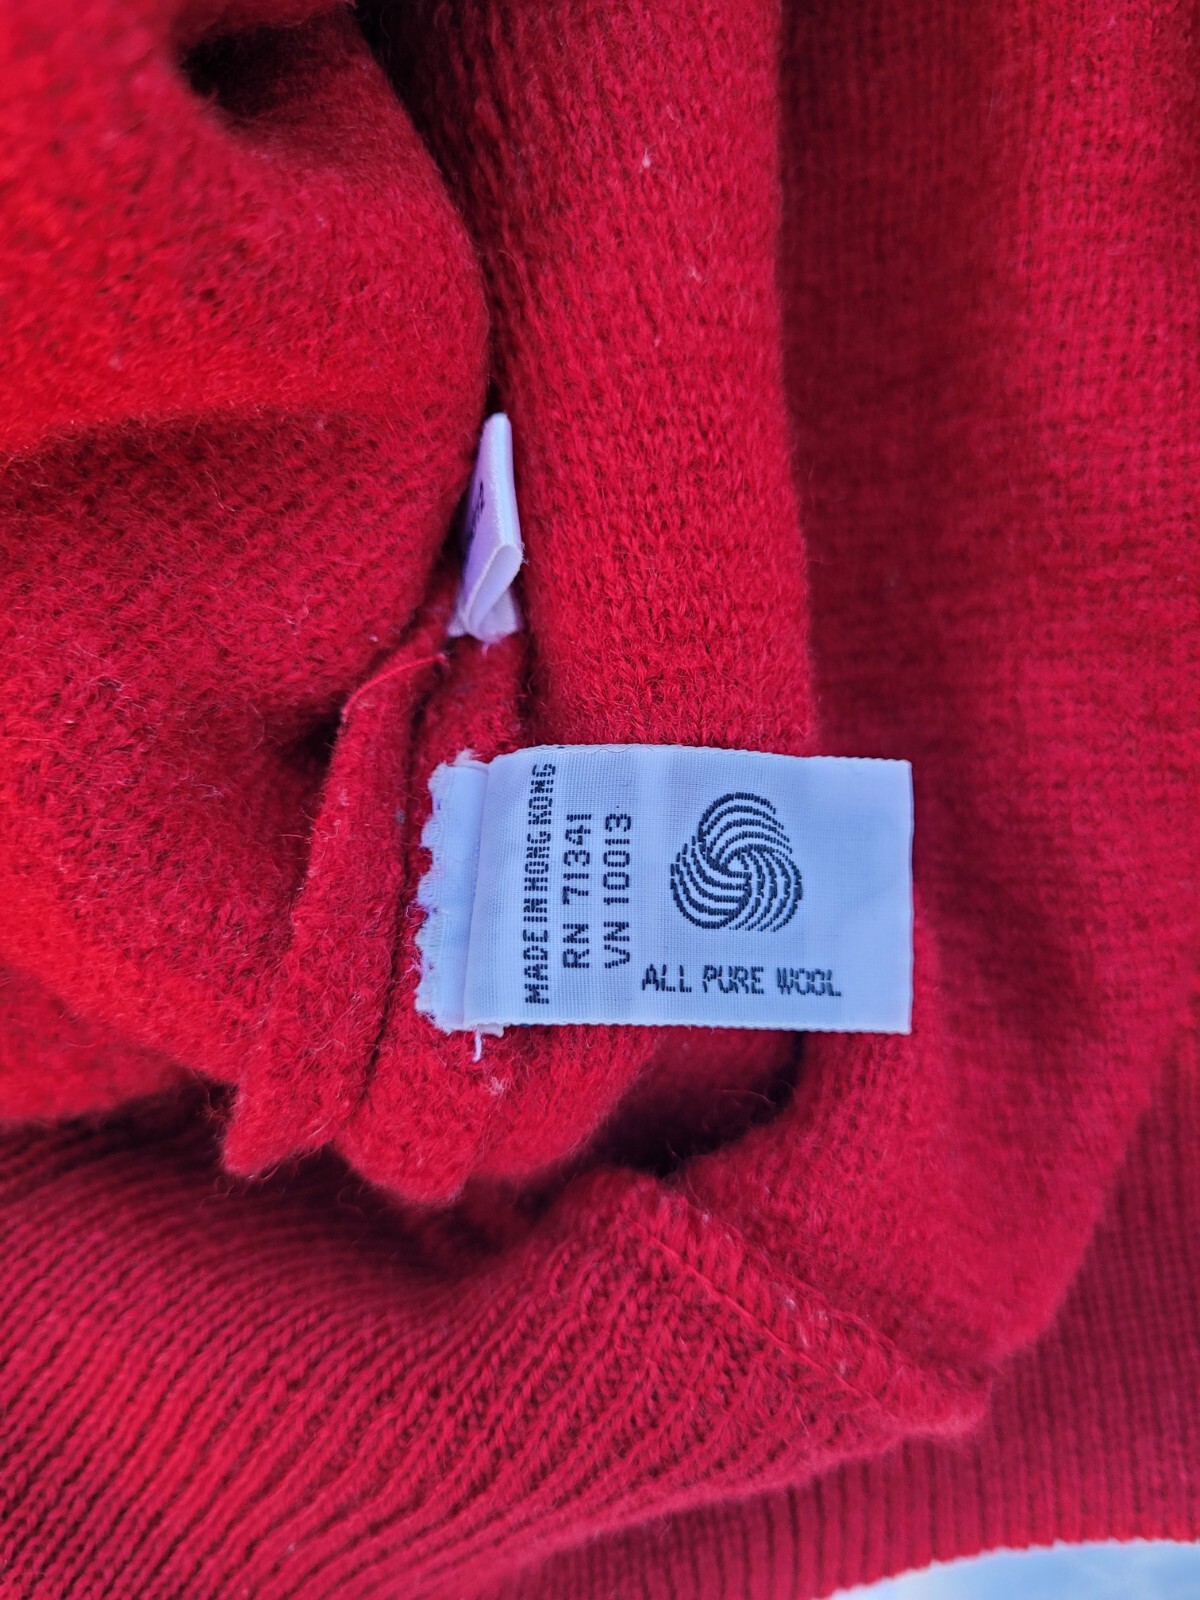 MADE IN HONG KONG
RN 71341
VN 10013
ALL PURE WOOL